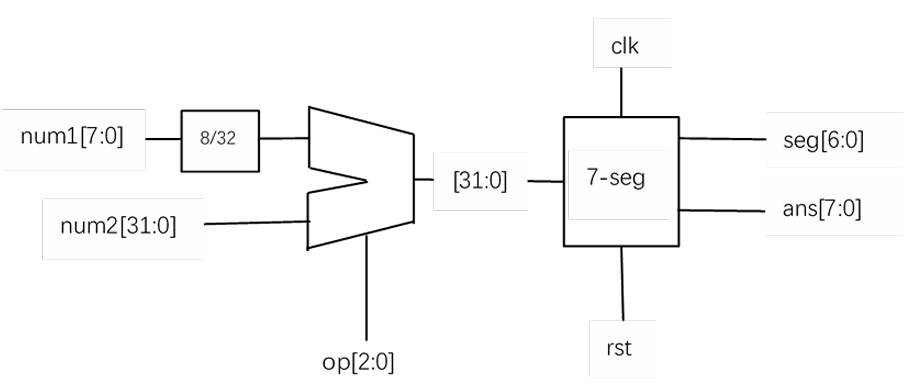 clk
num1[7:0]
8/32
seg[6:0]
[31:0]
7-seg
num2[31:0]
ans[7:0]
op[2:0]
rst